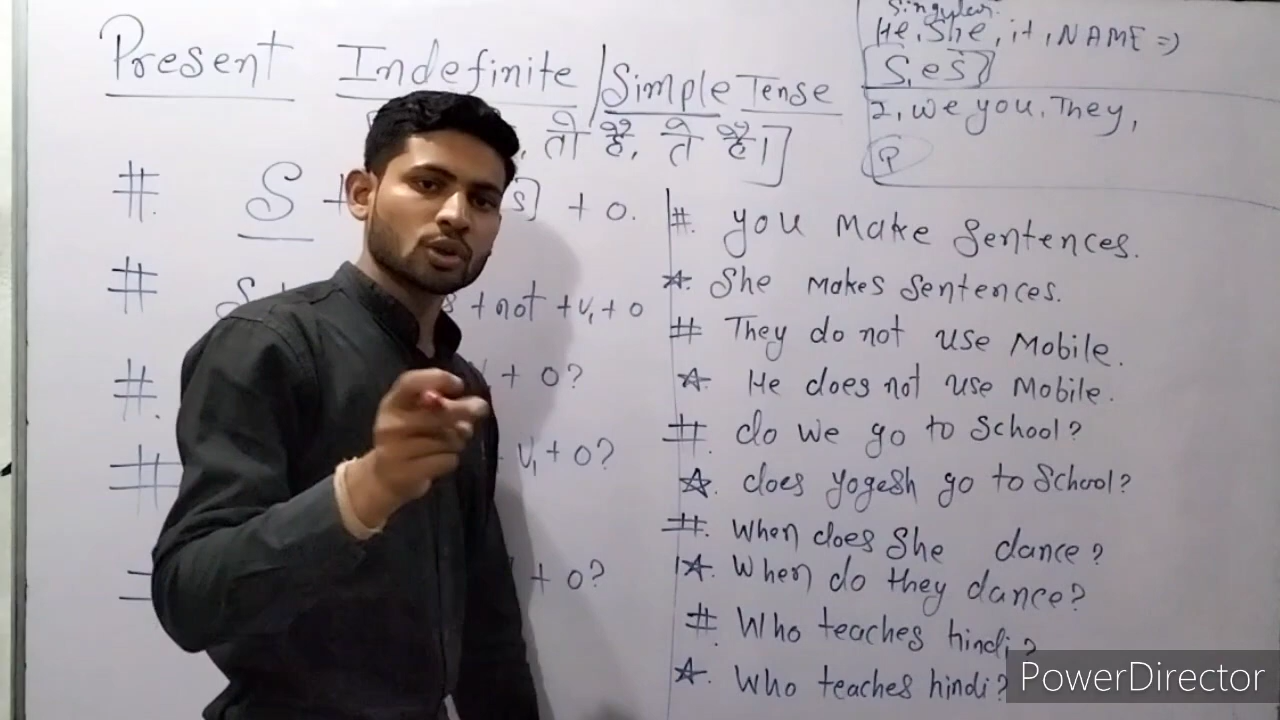 Present Indefinite / Simple Tense
ता है, ते हैं।]
# S + s] + O.
# S + not + V₁ + O
# + O?
# V₁ + O?
+ O?
Singular
He, She, it, NAME =>
S, es
I, we you, They,
# you make Sentences.
☆. She makes Sentences.
# They do not use Mobile.
☆. He does not use Mobile.
#. do we go to School?
☆. does yogesh go to School?
#. When does She dance?
☆. When do they dance?
#. Who teaches hindi?
☆. Who teaches hindi?
PowerDirector